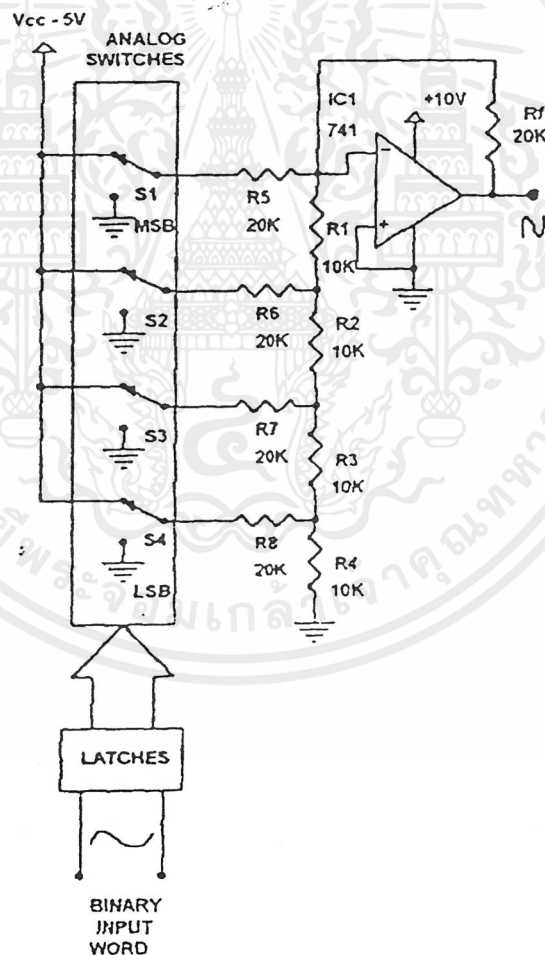 Vcc - 5V
ANALOG
SWITCHES
IC1
741
+10V
Rf
20K
S1
MSB
R5
20K
R1
10K
S2
R6
20K
R2
10K
S3
R7
20K
R3
10K
S4
LSB
R8
20K
R4
10K
LATCHES
BINARY
INPUT
WORD